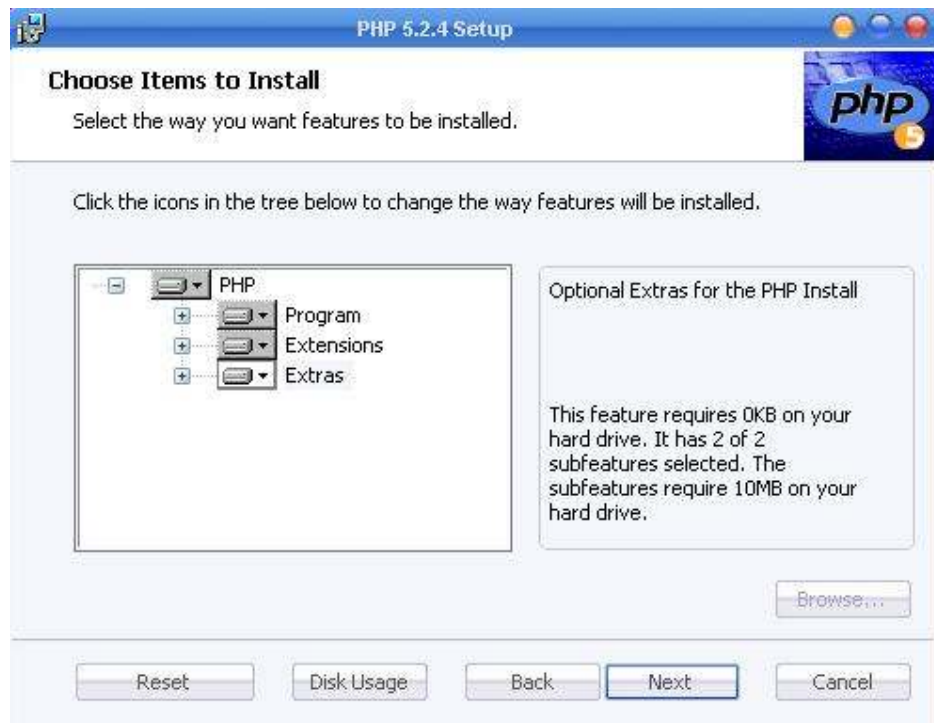 PHP 5.2.4 Setup
Choose Items to Install
Select the way you want features to be installed.
php
5
Click the icons in the tree below to change the way features will be installed.
PHP
Program
Extensions
Extras
Optional Extras for the PHP Install
This feature requires 0KB on your
hard drive. It has 2 of 2
subfeatures selected. The
subfeatures require 10MB on your
hard drive.
Browse...
Reset
Disk Usage
Back
Next
Cancel